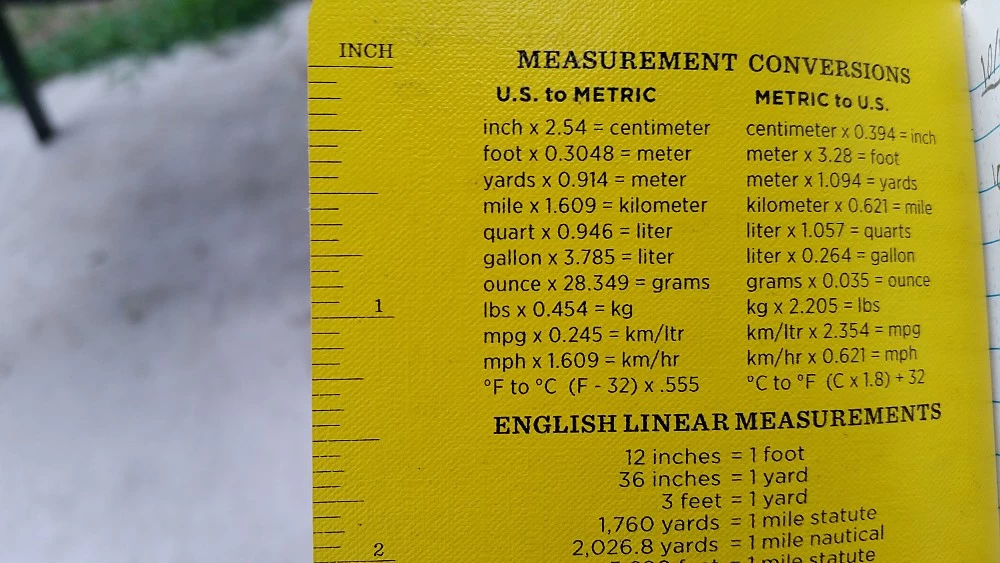 INCH
1
2
MEASUREMENT CONVERSIONS
U.S. to METRIC
inch x 2.54 = centimeter
foot x 0.3048 = meter
yards x 0.914 = meter
mile x 1.609 = kilometer
quart x 0.946 = liter
gallon x 3.785 = liter
ounce x 28.349 = grams
lbs x 0.454 = kg
mpg x 0.245 = km/ltr
mph x 1.609 = km/hr
°F to °C (F - 32) x .555
METRIC to U.S.
centimeter x 0.394 = inch
meter x 3.28 = foot
meter x 1.094 = yards
kilometer x 0.621 = mile
liter x 1.057 = quarts
liter x 0.264 = gallon
grams x 0.035 = ounce
kg x 2.205 = lbs
km/ltr x 2.354 = mpg
km/hr x 0.621 = mph
°C to °F (C x 1.8) + 32
ENGLISH LINEAR MEASUREMENTS
12 inches = 1 foot
36 inches = 1 yard
3 feet = 1 yard
1,760 yards = 1 mile statute
2,026.8 yards = 1 mile nautical
feet = 1 mile statute